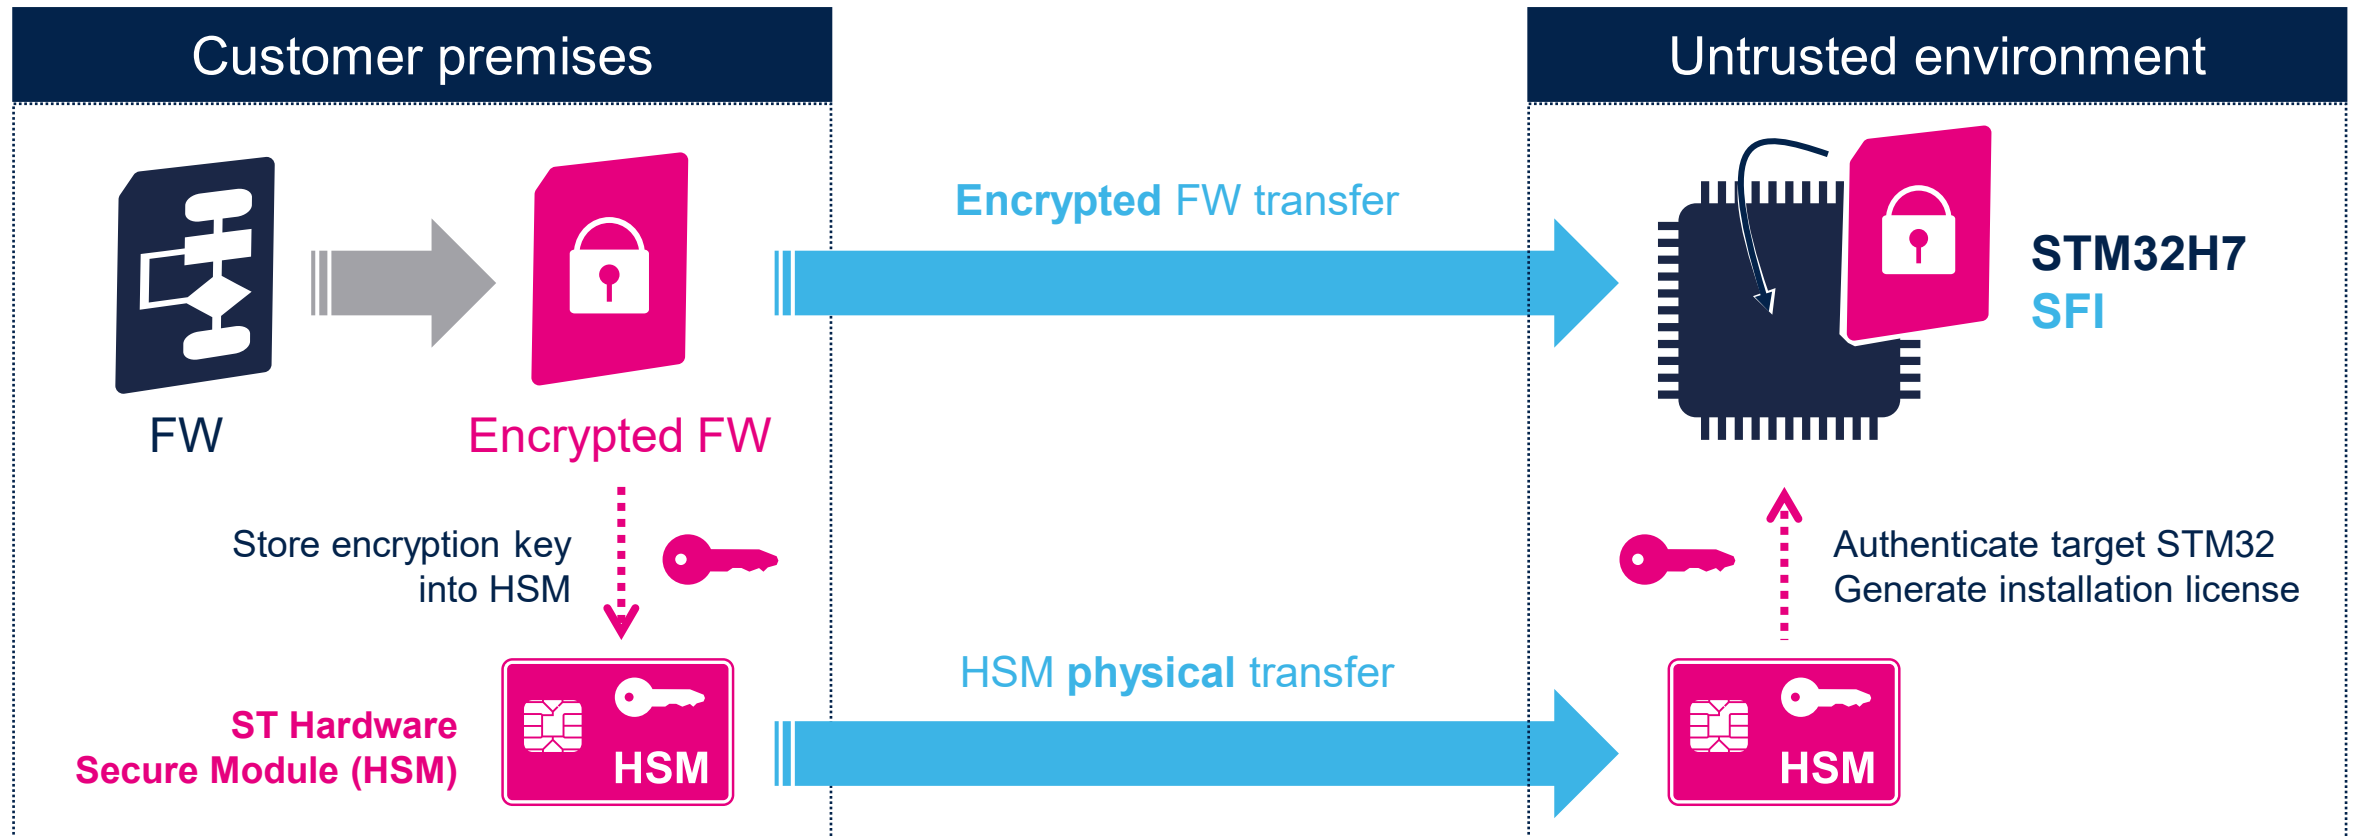 Customer premises
Untrusted environment
Encrypted FW transfer
STM32H7
SFI
FW
Encrypted FW
Store encryption key
into HSM
Authenticate target STM32
Generate installation license
HSM physical transfer
ST Hardware
Secure Module (HSM)
HSM
HSM